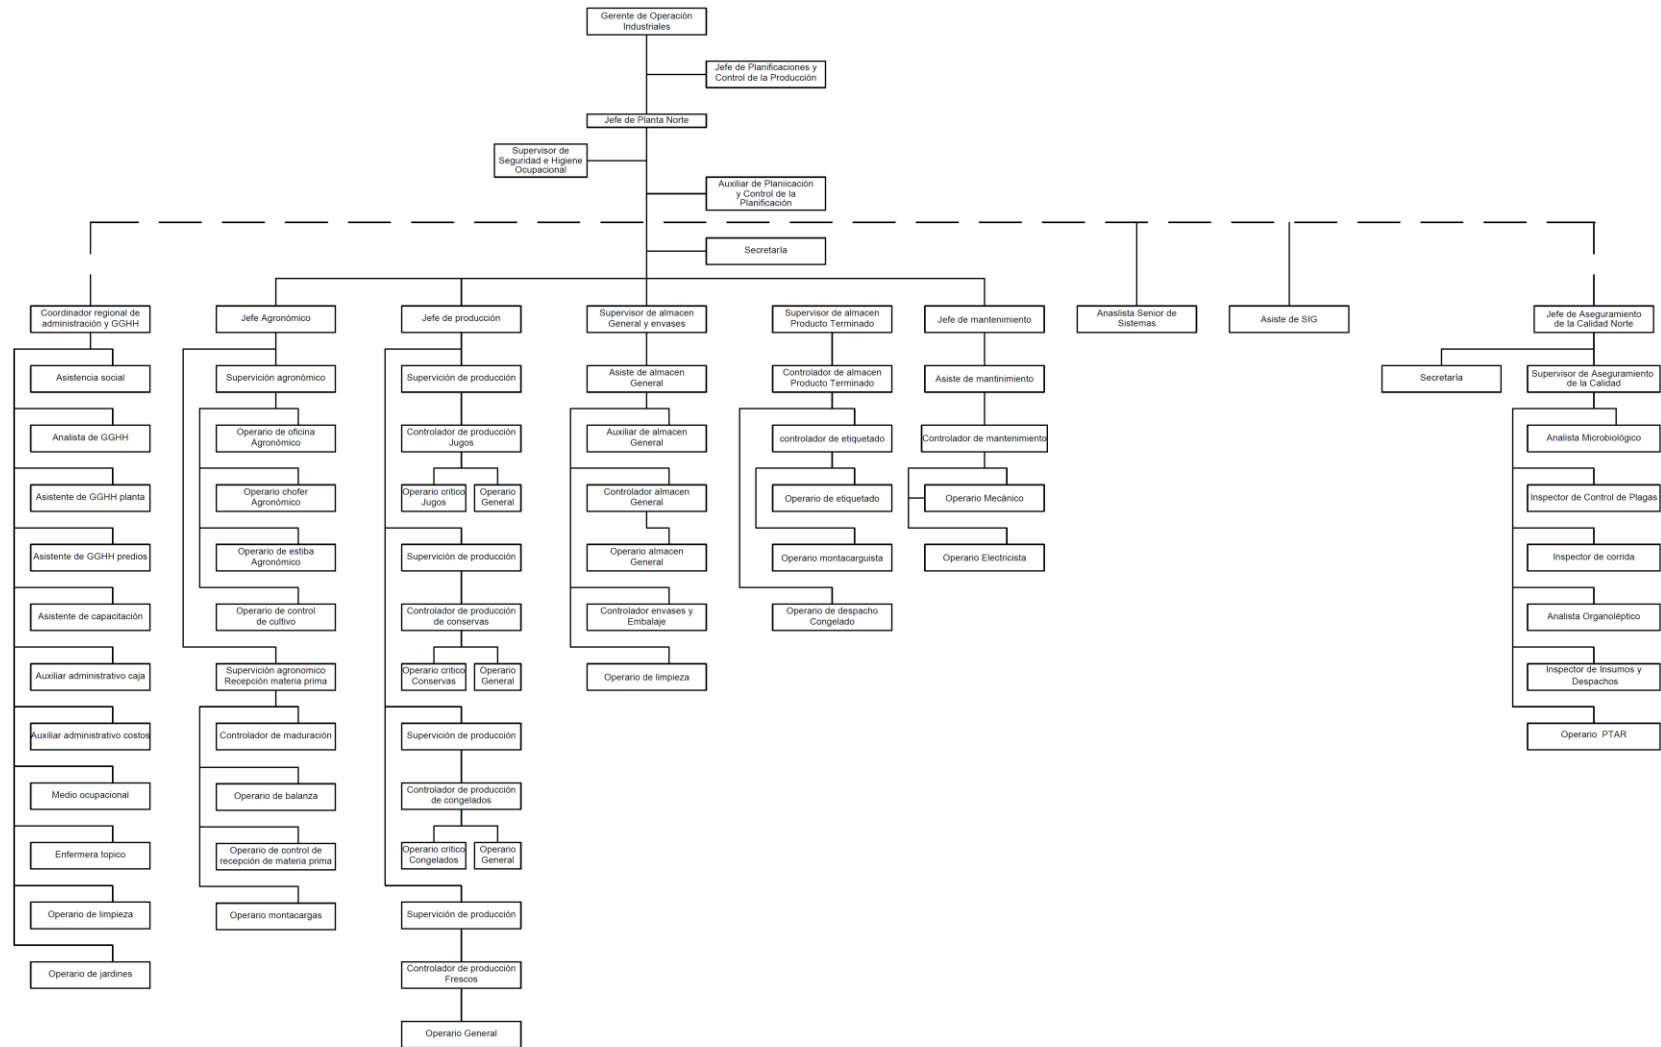 Gerente de Operación
Industriales
Jefe de Planificaciones y
Control de la Producción
Jefe de Planta Norte
Supervisor de
Seguridad e Higiene
Ocupacional
Auxiliar de Planiicación
y Control de la
Planificación
Secretaría
Coordinador regional de
administración y GGHH
Asistencia social
Analista de GGHH
Asistente de GGHH planta
Asistente de GGHH predios
Asistente de capacitación
Auxiliar administrativo caja
Auxiliar administrativo costos
Medio ocupacional
Enfermera topico
Operario de limpieza
Operario de jardines
Jefe Agronómico
Supervición agronómico
Operario de oficina
Agronómico
Operario chofer
Agronómico
Operario de estiba
Agronómico
Operario de control
de cultivo
Supervición agronomico
Recepción materia prima
Controlador de maduración
Operario de balanza
Operario de control de
recepción de materia prima
Operario montacargas
Jefe de producción
Supervición de producción
Controlador de producción
Jugos
Operario critico
Jugos
Operario
General
Supervición de producción
Controlador de producción
de conservas
Operario critico
Conservas
Operario
General
Supervición de producción
Controlador de producción
de congelados
Operario critico
Congelados
Operario
General
Supervición de producción
Controlador de producción
Frescos
Operario General
Supervisor de almacen
General y envases
Asiste de almacen
General
Auxiliar de almacen
General
Controlador almacen
General
Operario almacen
General
Controlador envases y
Embalaje
Operario de limpieza
Supervisor de almacen
Producto Terminado
Controlador de almacen
Producto Terminado
controlador de etiquetado
Operario de etiquetado
Operario montacarguista
Operario de despacho
Congelado
Jefe de mantenimiento
Asiste de mantinimiento
Controlador de mantenimiento
Operario Mecánico
Operario Electricista
Anaslista Senior de
Sistemas
Asiste de SIG
Jefe de Aseguramiento
de la Calidad Norte
Secretaría
Supervisor de Aseguramiento
de la Calidad
Analista Microbiológico
Inspector de Control de Plagas
Inspector de corrida
Analista Organoléptico
Inspector de Insumos y
Despachos
Operario PTAR